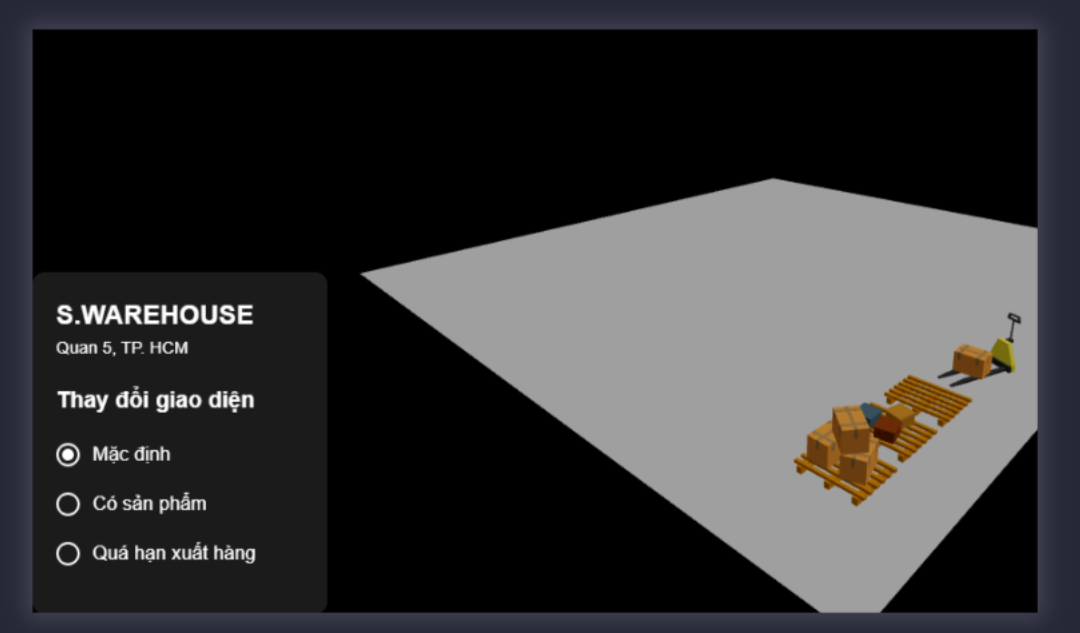 S.WAREHOUSE
Quan 5, TP. HCM
Thay đổi giao diện
Mặc định
Có sản phẩm
Quá hạn xuất hàng